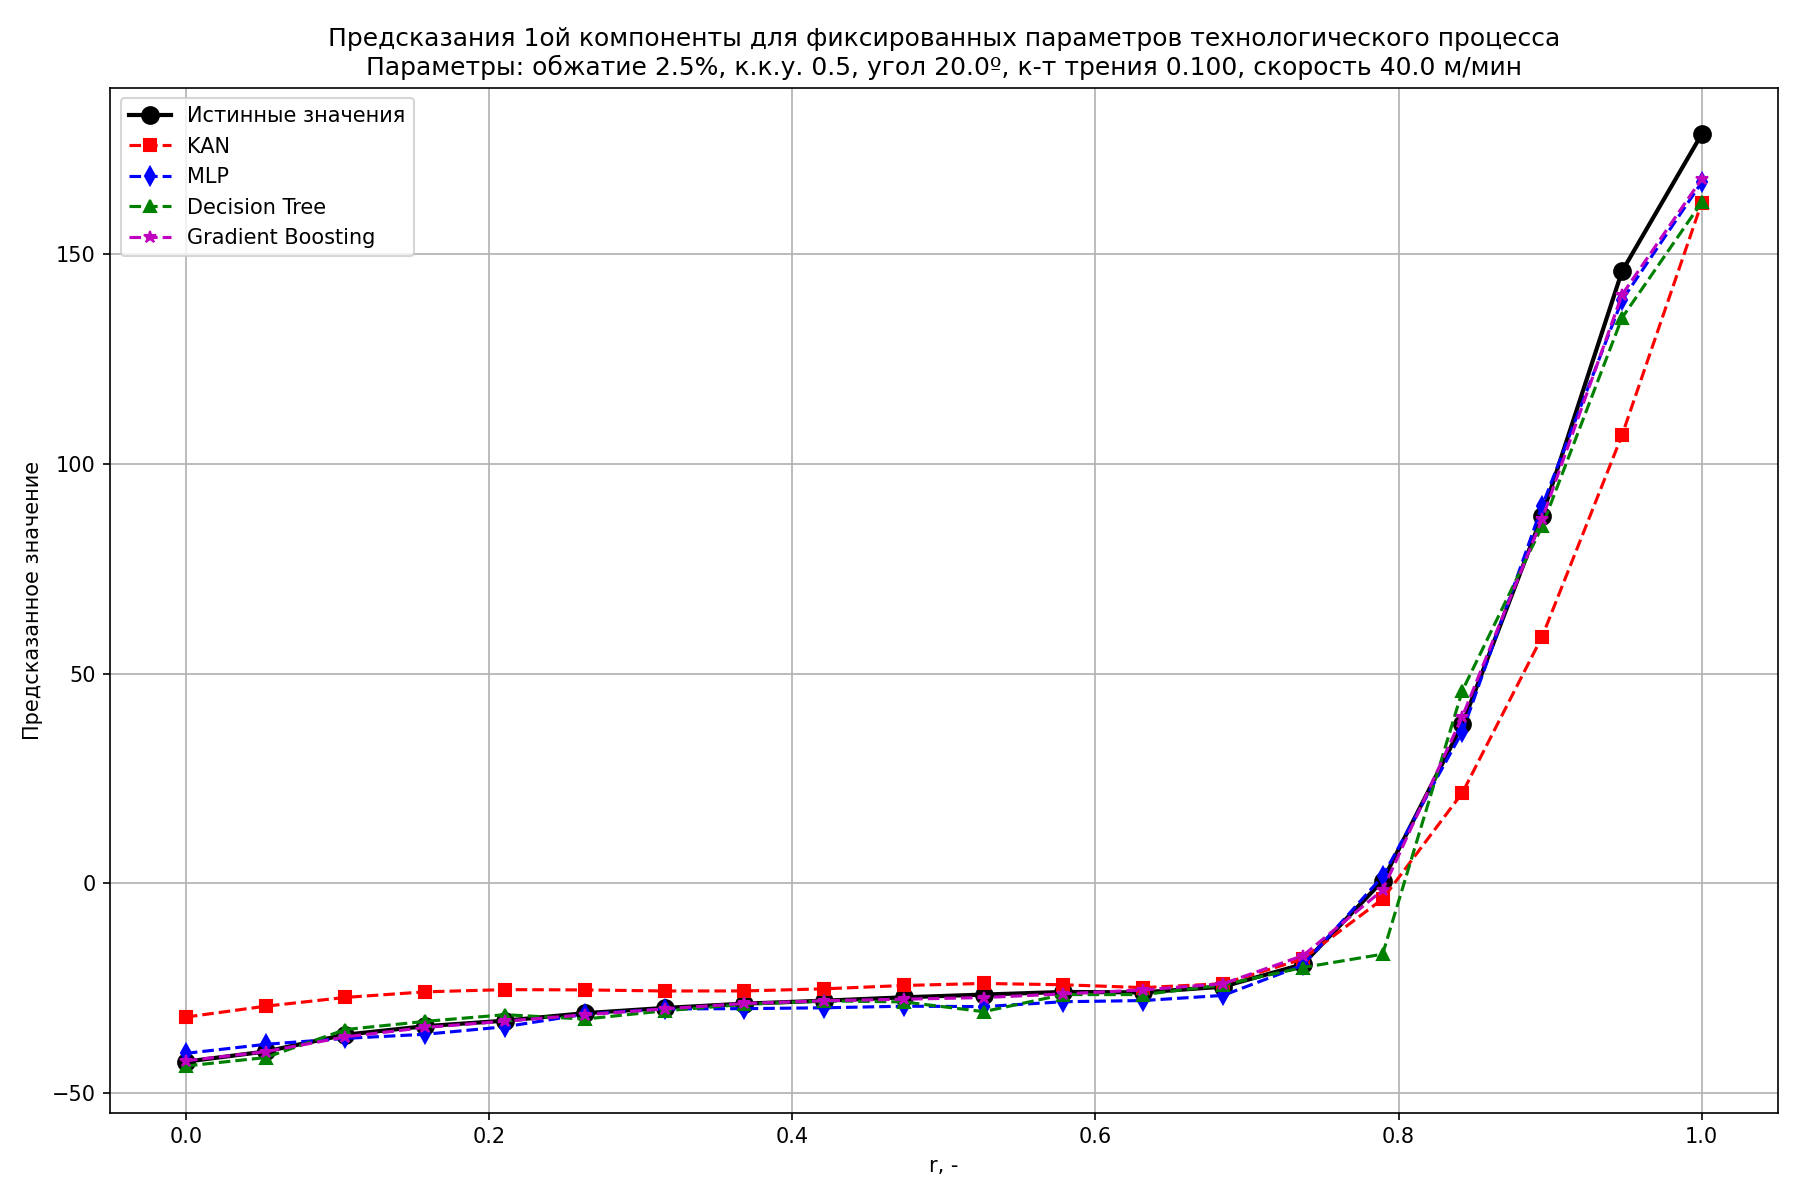 Предсказания 1ой компоненты для фиксированных параметров технологического процесса
Параметры: обжатие 2.5%, к.к.у. 0.5, угол 20.0º, к-т трения 0.100, скорость 40.0 м/мин
Истинные значения
KAN
MLP
Decision Tree
Gradient Boosting
Предсказанное значение
150
100
50
0
−50
0.0
0.2
0.4
0.6
0.8
1.0
r, -